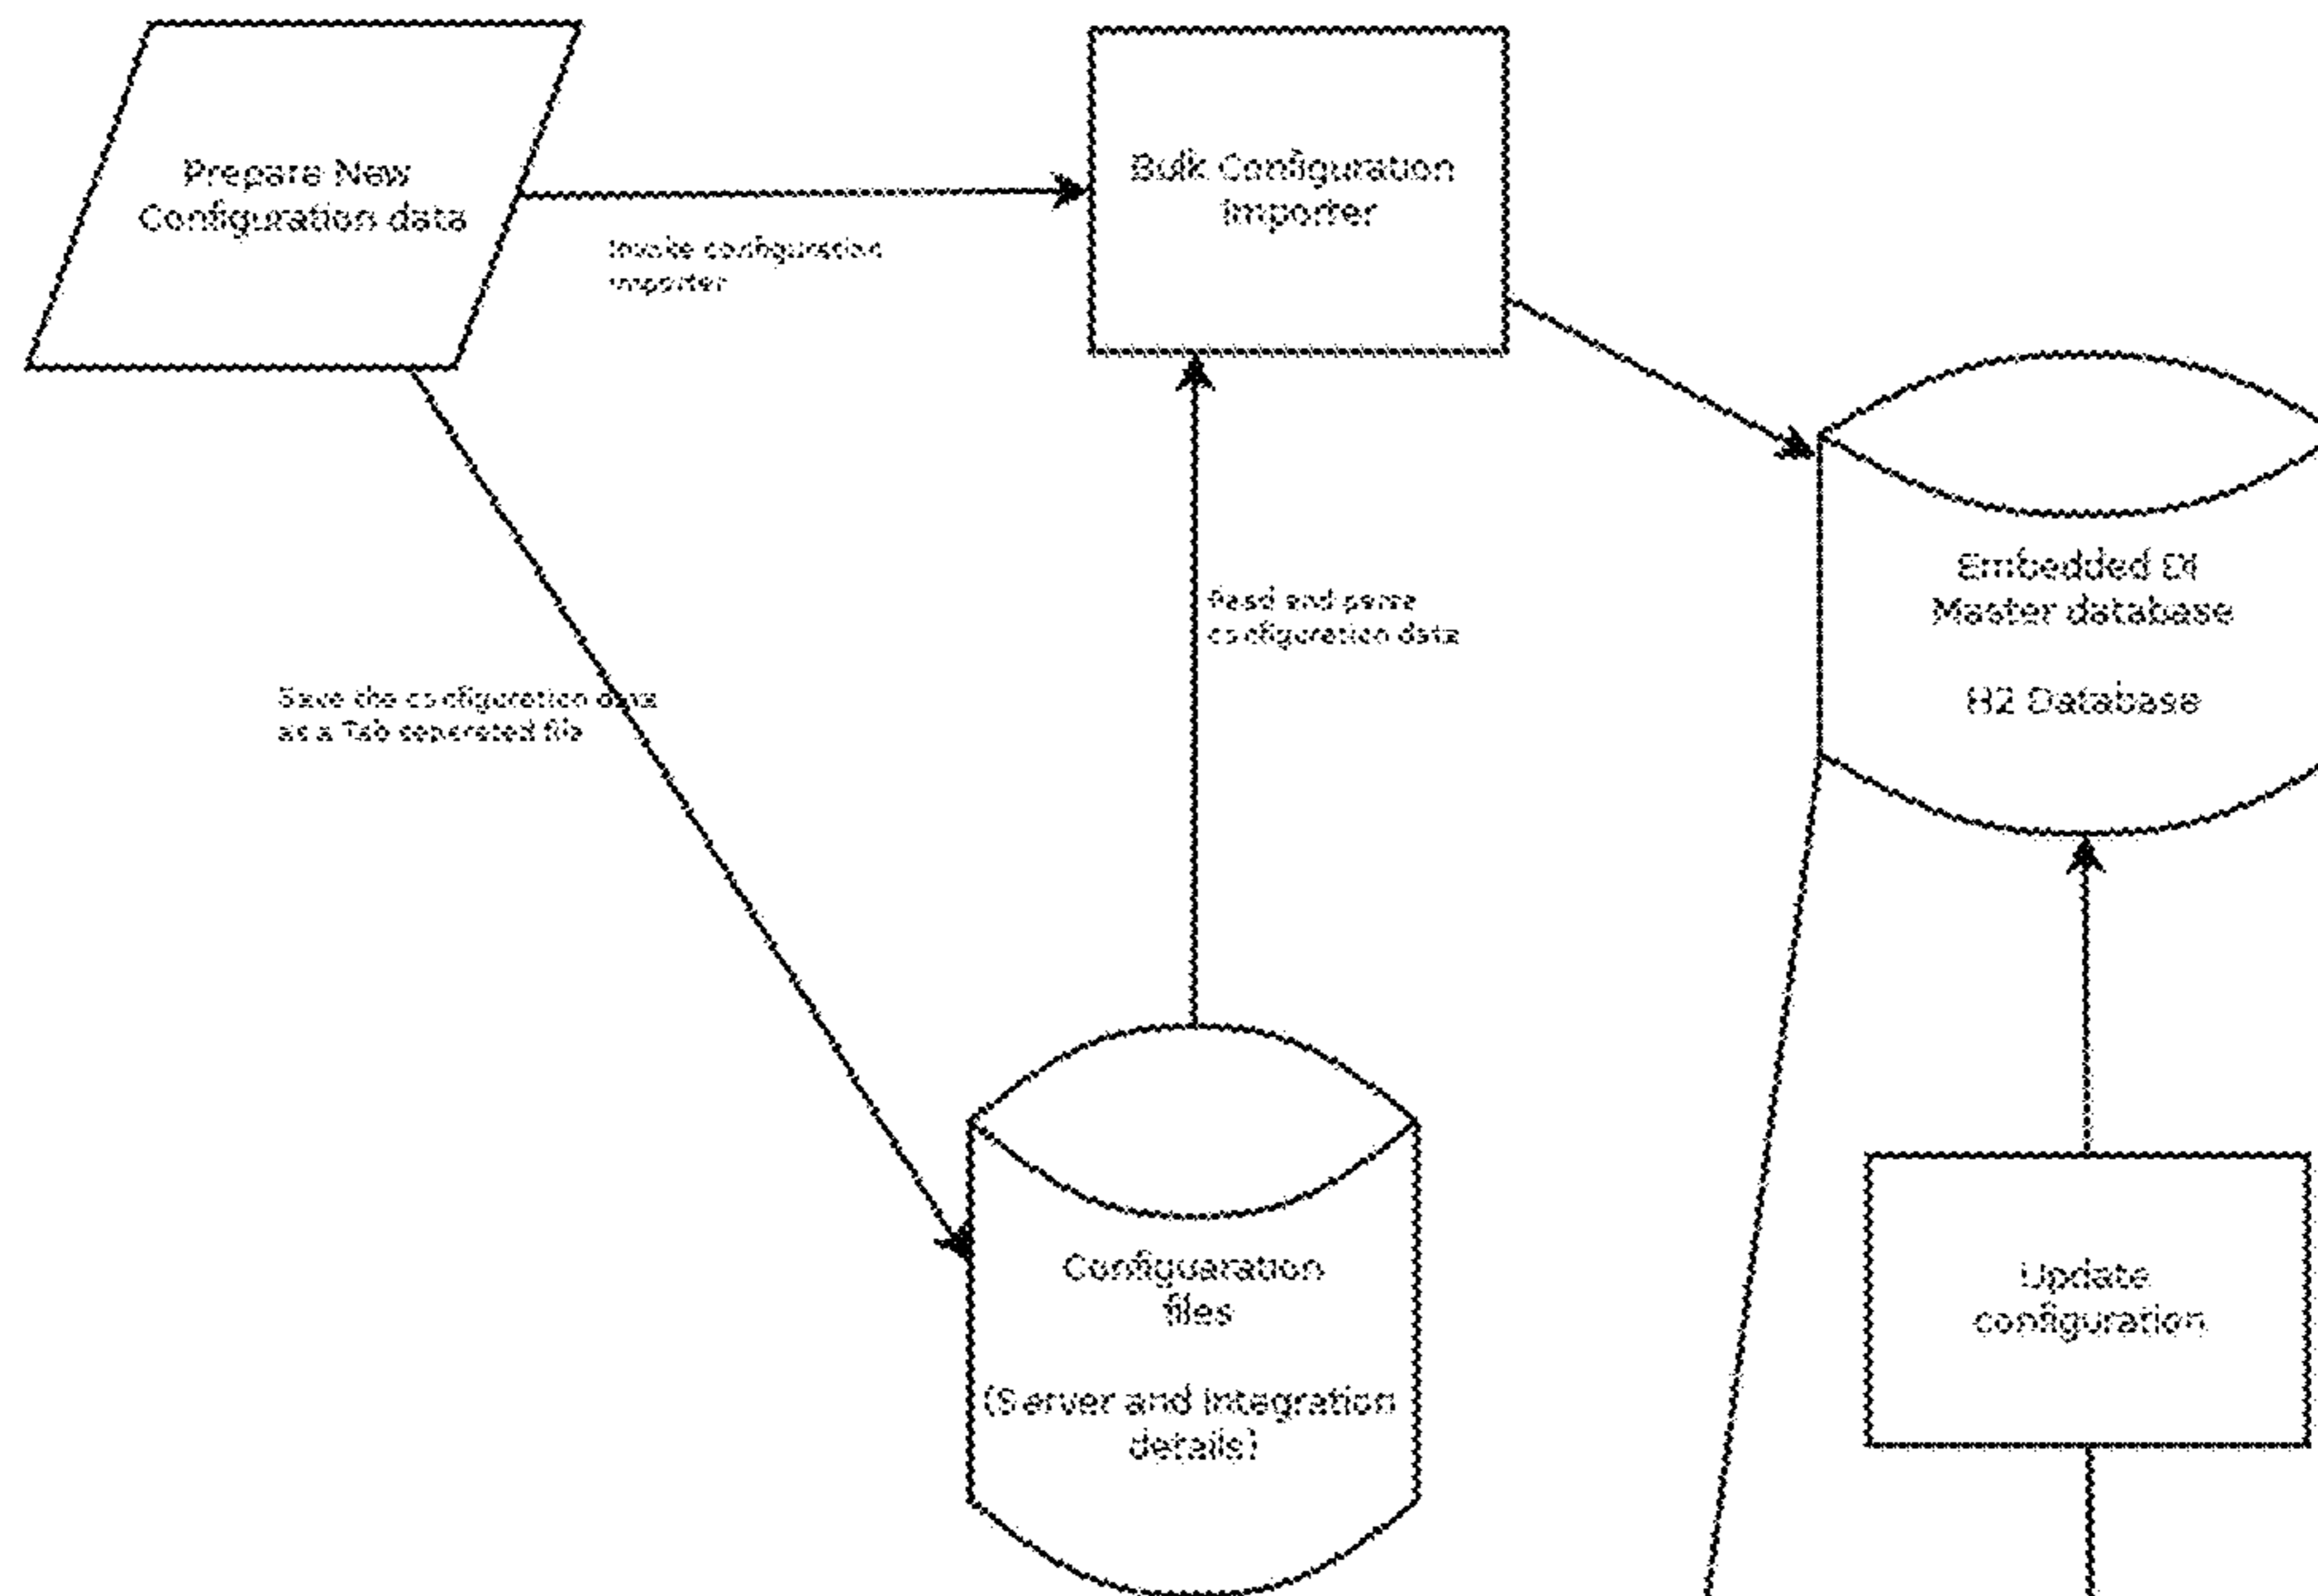 Prepare New
Configuration data
Invoke configuration
importer
Bulk Configuration
Importer
Read and parse
configuration data
Save the configuration data
as a Tab separated file
Embedded DI
Master database
H2 Database
Configuaration
files
(Server and Integration
details)
Update
configuration